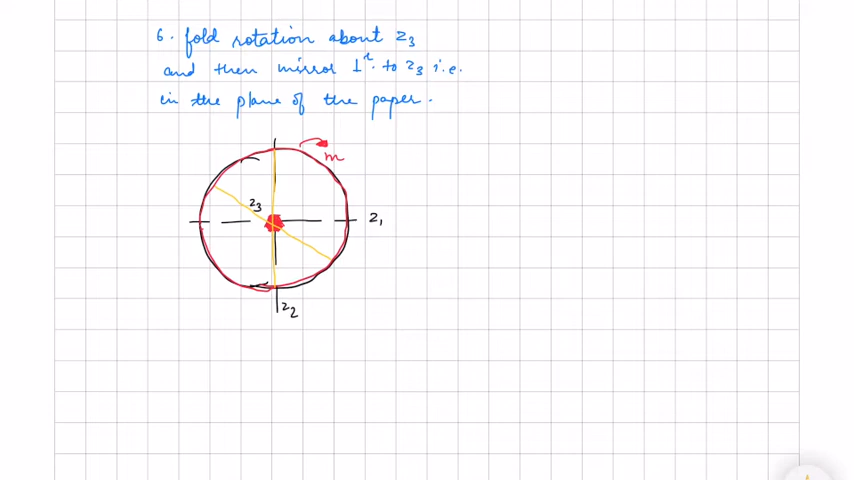 6. fold rotation about z3
and then mirror ⊥r. to z3 i.e.
in the plane of the paper.
m
z3
z1
z2